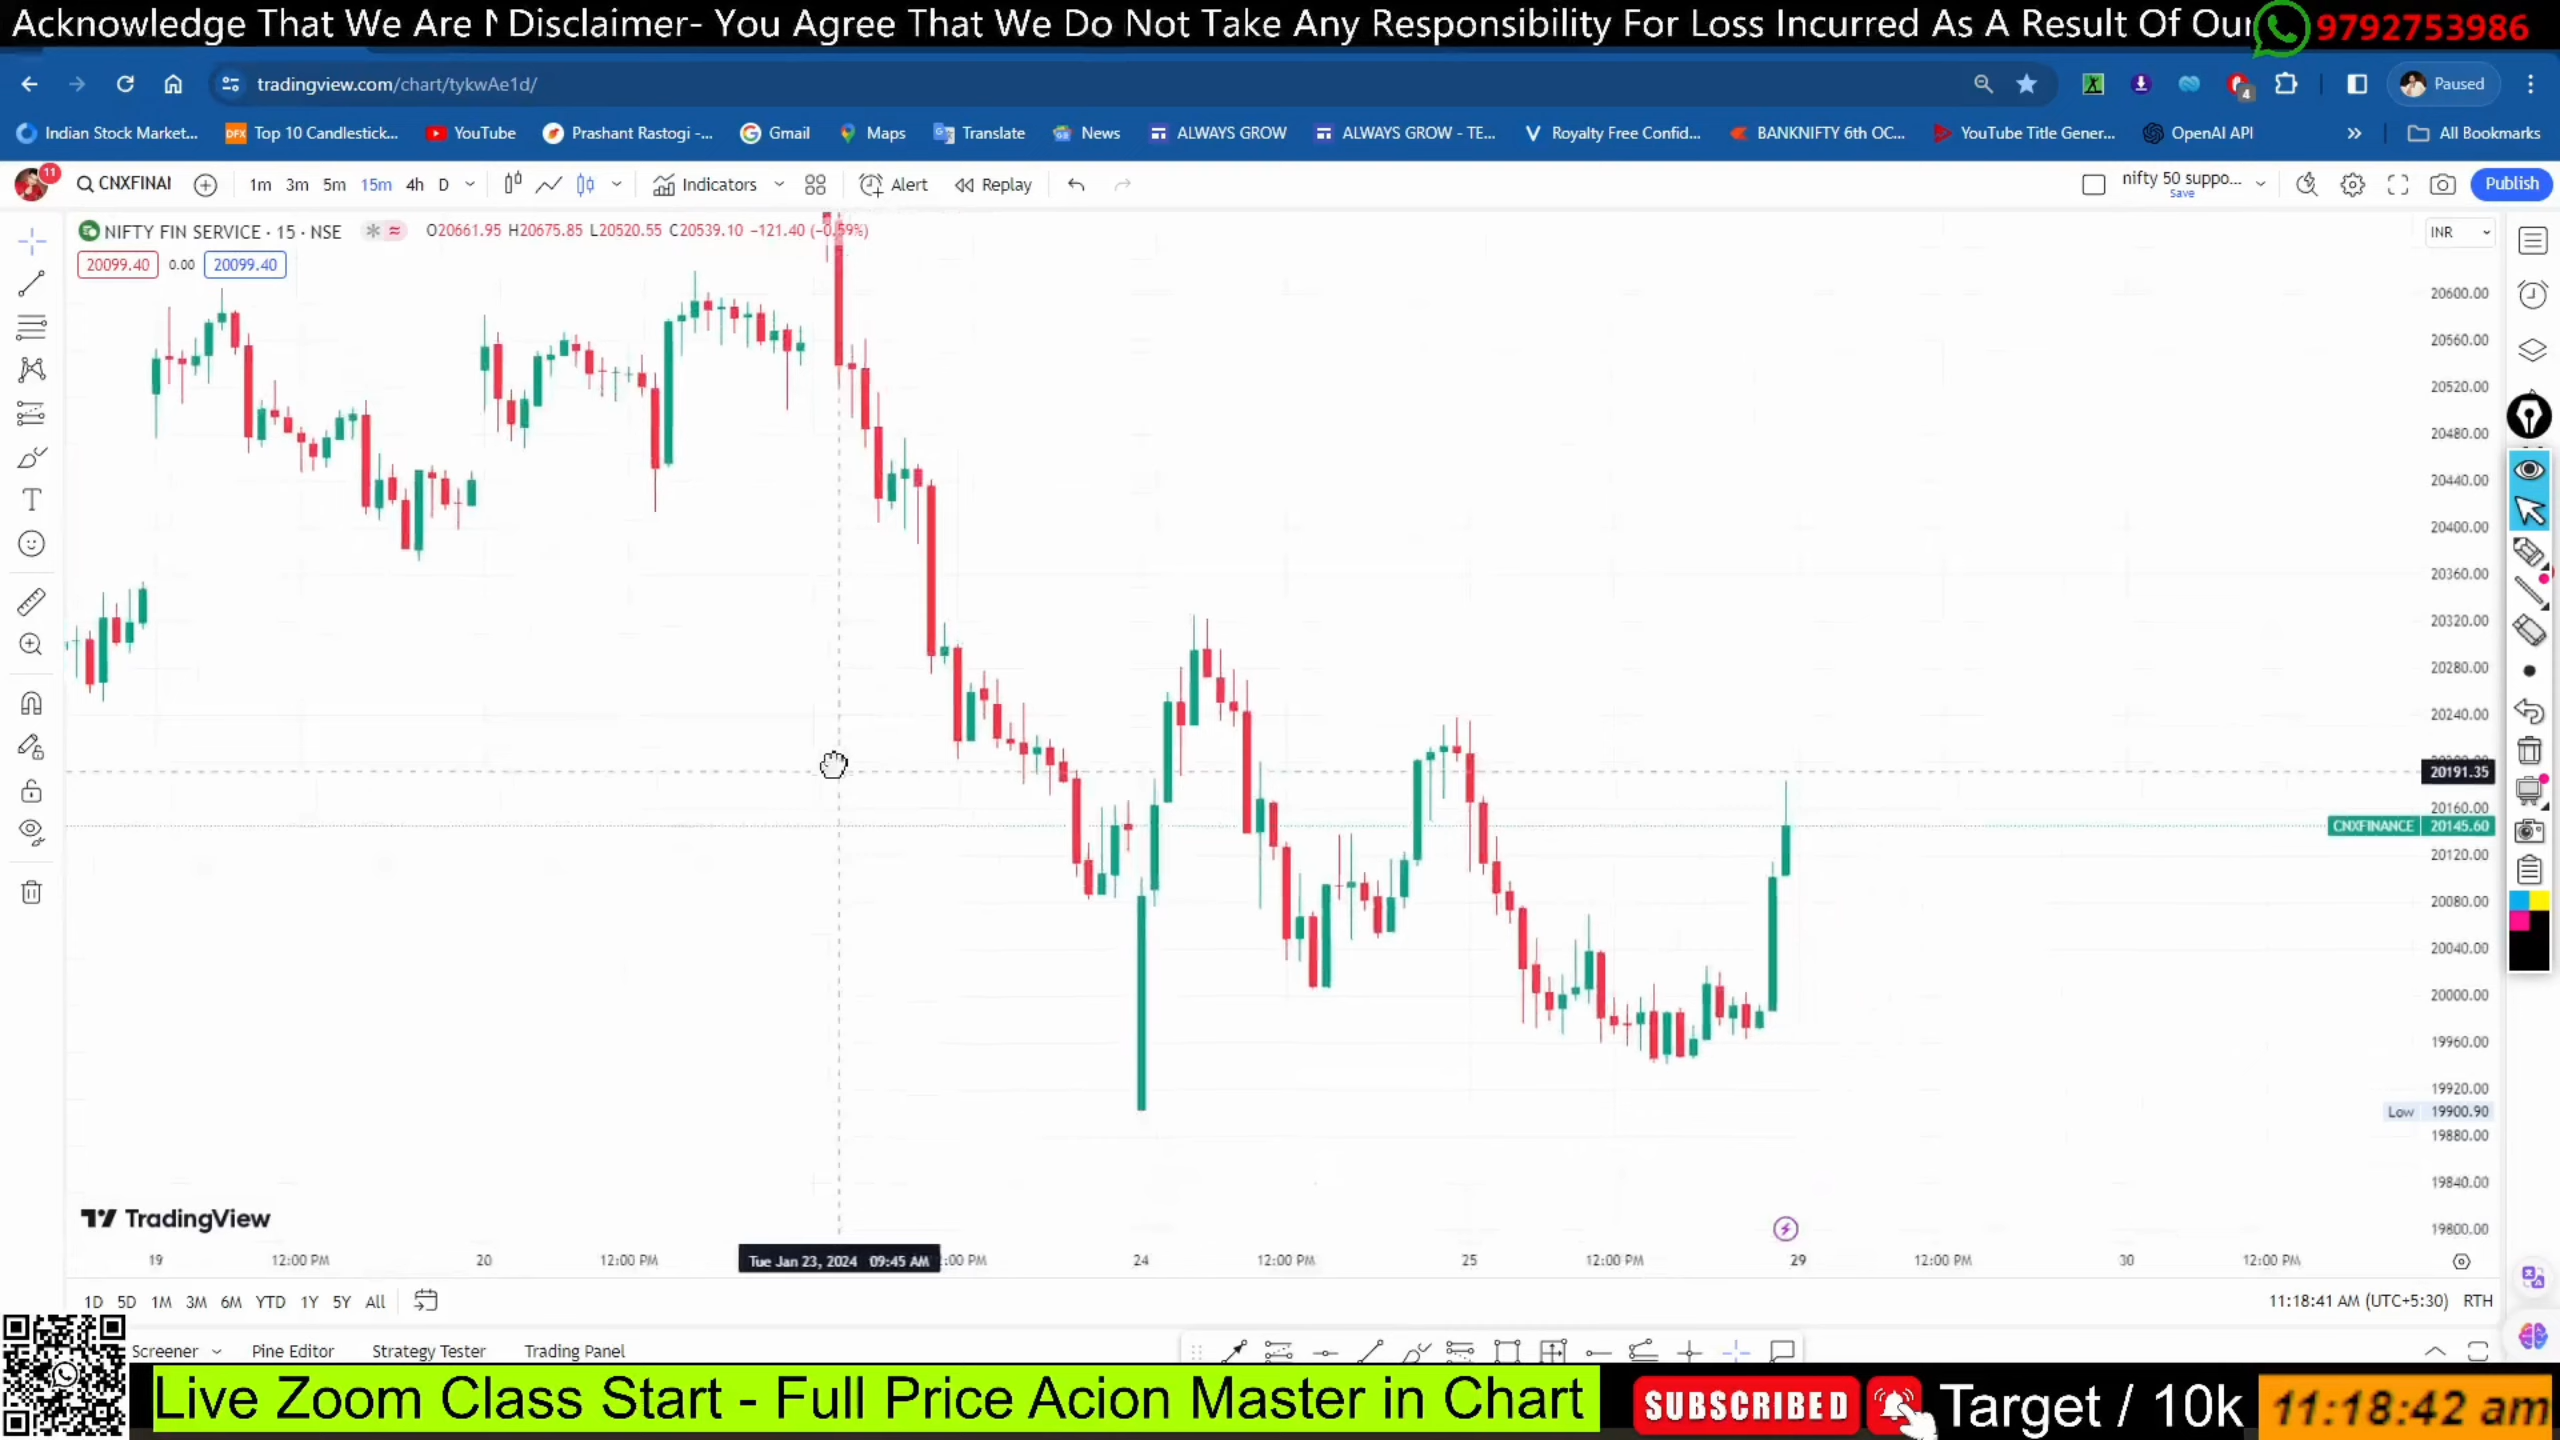 Acknowledge That We Are N Disclaimer- You Agree That We Do Not Take Any Responsibility For Loss Incurred As A Result Of Our 9792753986
tradingview.com/chart/tykwAe1d/ 4 Paused
Indian Stock Market... DFX Top 10 Candlestick... YouTube Prashant Rastogi -... Gmail Maps Translate News ALWAYS GROW ALWAYS GROW - TE... Royalty Free Confid... BANKNIFTY 6th OC... YouTube Title Gener... OpenAI API » All Bookmarks
11 CNXFINAI 1m 3m 5m 15m 4h D Indicators Alert Replay nifty 50 suppo... Save Publish
NIFTY FIN SERVICE · 15 · NSE O20661.95 H20675.85 L20520.55 C20539.10 −121.40 (−0.59%) INR
20099.40 0.00 20099.40
20600.00
20560.00
20520.00
20480.00
20440.00
20400.00
20360.00
20320.00
20280.00
20240.00
20191.35
20160.00
CNXFINANCE 20145.60
20120.00
20080.00
20040.00
20000.00
19960.00
19920.00
Low 19900.90
19880.00
19840.00
19800.00
TradingView
19 12:00 PM 20 12:00 PM Tue Jan 23, 2024 09:45 AM :00 PM 24 12:00 PM 25 12:00 PM 29 12:00 PM 30 12:00 PM
1D 5D 1M 3M 6M YTD 1Y 5Y All 11:18:41 AM (UTC+5:30) RTH
Screener Pine Editor Strategy Tester Trading Panel
Live Zoom Class Start - Full Price Acion Master in Chart SUBSCRIBED Target / 10k 11:18:42 am